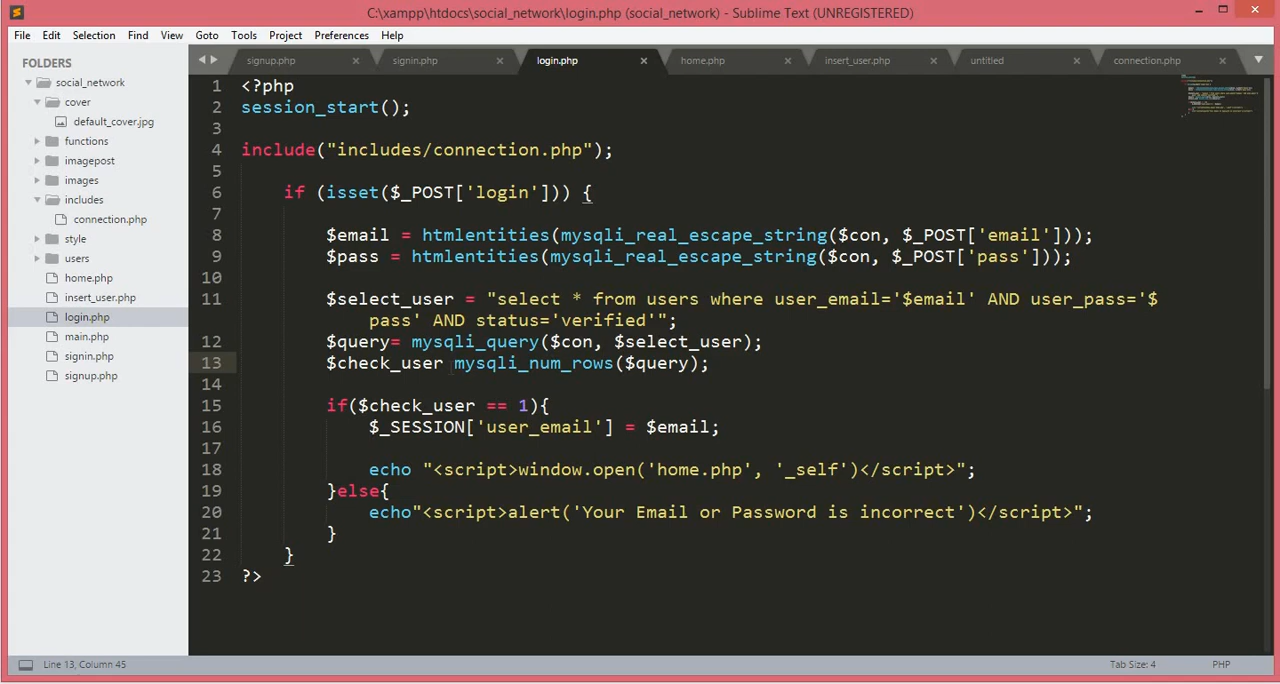 C:\xampp\htdocs\social_network\login.php (social_network) - Sublime Text (UNREGISTERED)
File Edit Selection Find View Goto Tools Project Preferences Help
FOLDERS
social_network
cover
default_cover.jpg
functions
imagepost
images
includes
connection.php
style
users
home.php
insert_user.php
login.php
main.php
signin.php
signup.php
signup.php signin.php login.php home.php insert_user.php untitled connection.php
1 <?php
2 session_start();
3
4 include("includes/connection.php");
5
6 if (isset($_POST['login'])) {
7
8 $email = htmlentities(mysqli_real_escape_string($con, $_POST['email']));
9 $pass = htmlentities(mysqli_real_escape_string($con, $_POST['pass']));
10
11 $select_user = "select * from users where user_email='$email' AND user_pass='$
pass' AND status='verified'";
12 $query= mysqli_query($con, $select_user);
13 $check_user mysqli_num_rows($query);
14
15 if($check_user == 1){
16 $_SESSION['user_email'] = $email;
17
18 echo "<script>window.open('home.php', '_self')</script>";
19 }else{
20 echo"<script>alert('Your Email or Password is incorrect')</script>";
21 }
22 }
23 ?>
Line 13, Column 45 Tab Size: 4 PHP